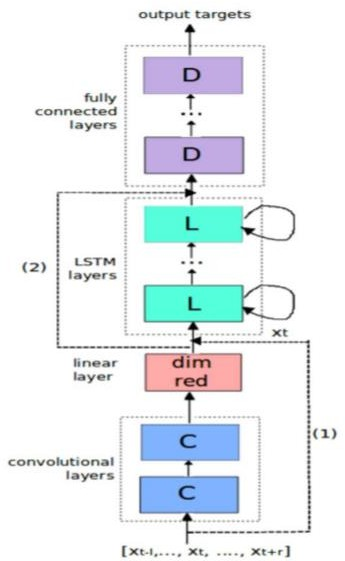 output targets
D
...
fully
connected
layers
D
L
(2)
LSTM
layers
...
L
xt
linear
layer
dim
red
(1)
C
convolutional
layers
C
[xt-l,..., xt, ...., xt+r]